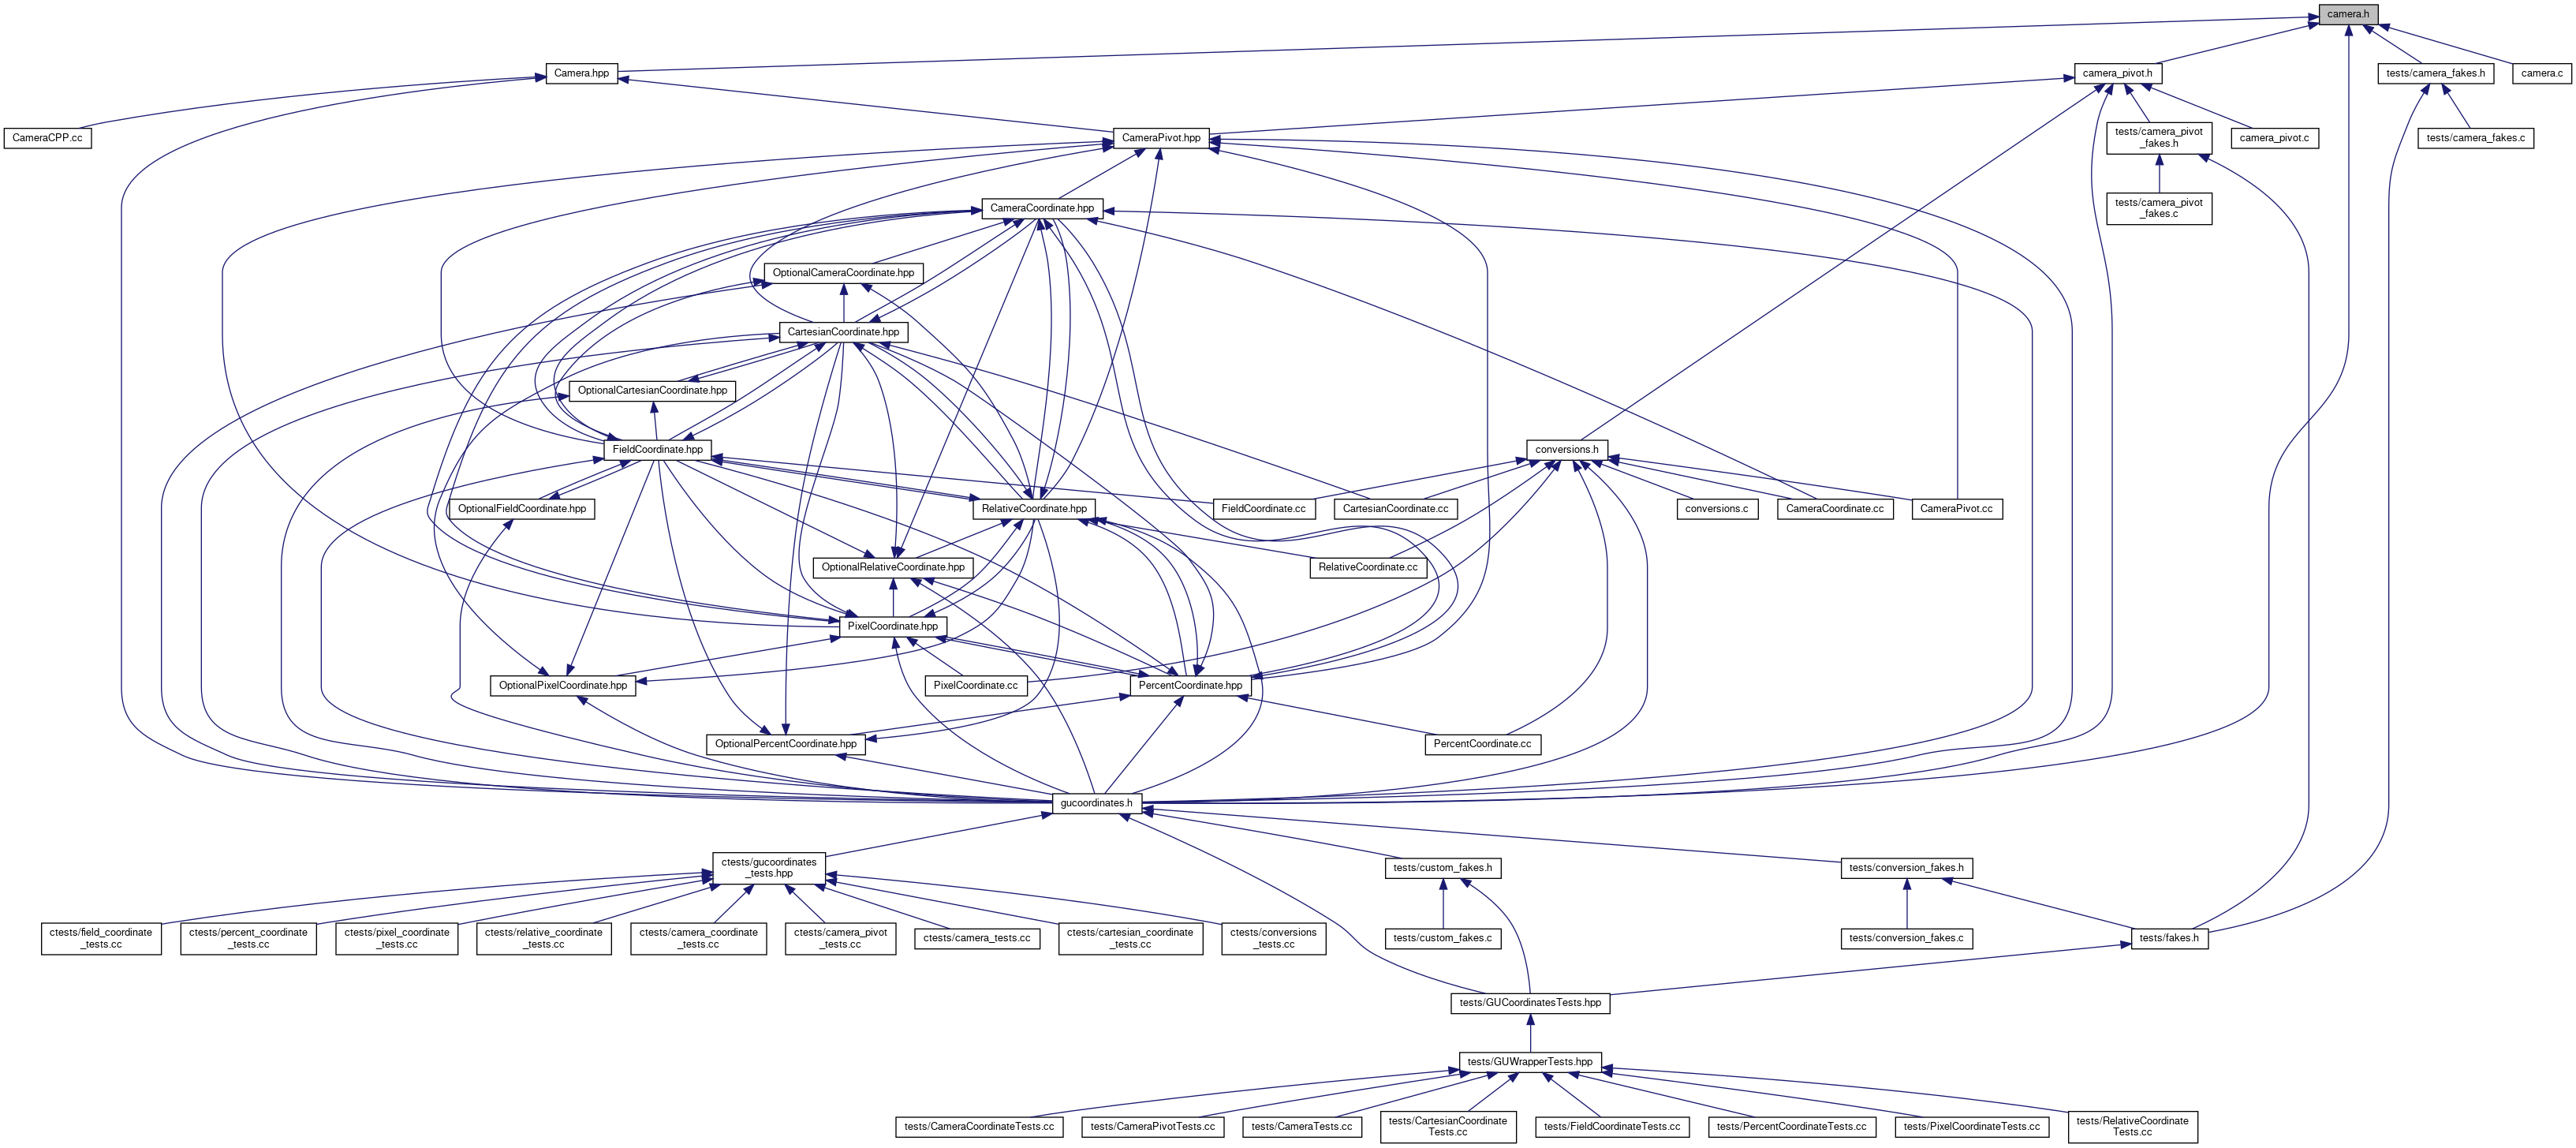 camera.h
Camera.hpp
camera_pivot.h
tests/camera_fakes.h
camera.c
CameraCPP.cc
CameraPivot.hpp
tests/camera_pivot
_fakes.h
camera_pivot.c
tests/camera_fakes.c
CameraCoordinate.hpp
tests/camera_pivot
_fakes.c
OptionalCameraCoordinate.hpp
CartesianCoordinate.hpp
OptionalCartesianCoordinate.hpp
FieldCoordinate.hpp
conversions.h
OptionalFieldCoordinate.hpp
RelativeCoordinate.hpp
FieldCoordinate.cc
CartesianCoordinate.cc
conversions.c
CameraCoordinate.cc
CameraPivot.cc
OptionalRelativeCoordinate.hpp
RelativeCoordinate.cc
PixelCoordinate.hpp
OptionalPixelCoordinate.hpp
PixelCoordinate.cc
PercentCoordinate.hpp
OptionalPercentCoordinate.hpp
PercentCoordinate.cc
gucoordinates.h
ctests/gucoordinates
_tests.hpp
tests/custom_fakes.h
tests/conversion_fakes.h
ctests/field_coordinate
_tests.cc
ctests/percent_coordinate
_tests.cc
ctests/pixel_coordinate
_tests.cc
ctests/relative_coordinate
_tests.cc
ctests/camera_coordinate
_tests.cc
ctests/camera_pivot
_tests.cc
ctests/camera_tests.cc
ctests/cartesian_coordinate
_tests.cc
ctests/conversions
_tests.cc
tests/custom_fakes.c
tests/conversion_fakes.c
tests/fakes.h
tests/GUCoordinatesTests.hpp
tests/GUWrapperTests.hpp
tests/CameraCoordinateTests.cc
tests/CameraPivotTests.cc
tests/CameraTests.cc
tests/CartesianCoordinate
Tests.cc
tests/FieldCoordinateTests.cc
tests/PercentCoordinateTests.cc
tests/PixelCoordinateTests.cc
tests/RelativeCoordinate
Tests.cc